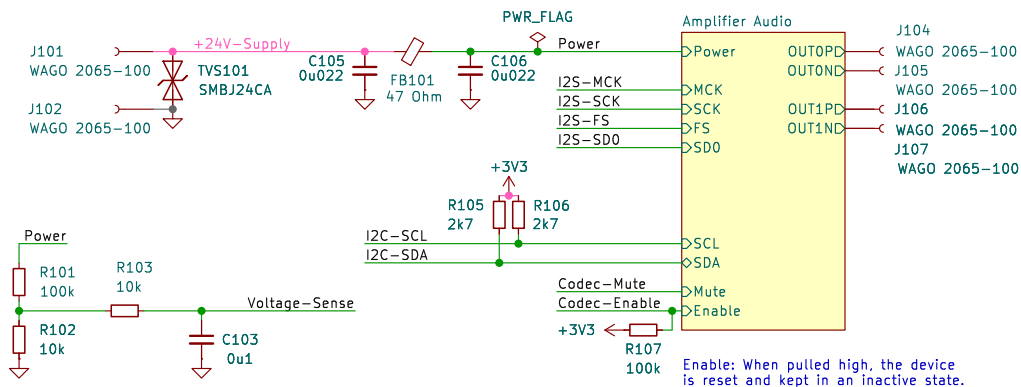 PWR_FLAG
Amplifier Audio
J101
WAGO 2065-100
+24V-Supply
TVS101
SMBJ24CA
J102
WAGO 2065-100
C105
0u022
FB101
47 Ohm
C106
0u022
Power
I2S-MCK
I2S-SCK
I2S-FS
I2S-SD0
Power
MCK
SCK
FS
SD0
OUT0P
OUT0N
OUT1P
OUT1N
J104
WAGO 2065-100
J105
WAGO 2065-100
J106
WAGO 2065-100
J107
WAGO 2065-100
+3V3
R105
2k7
R106
2k7
I2C-SCL
I2C-SDA
SCL
SDA
Codec-Mute
Codec-Enable
Mute
Enable
+3V3
R107
100k
Power
R101
100k
R103
10k
Voltage-Sense
R102
10k
C103
0u1
Enable: When pulled high, the device
is reset and kept in an inactive state.